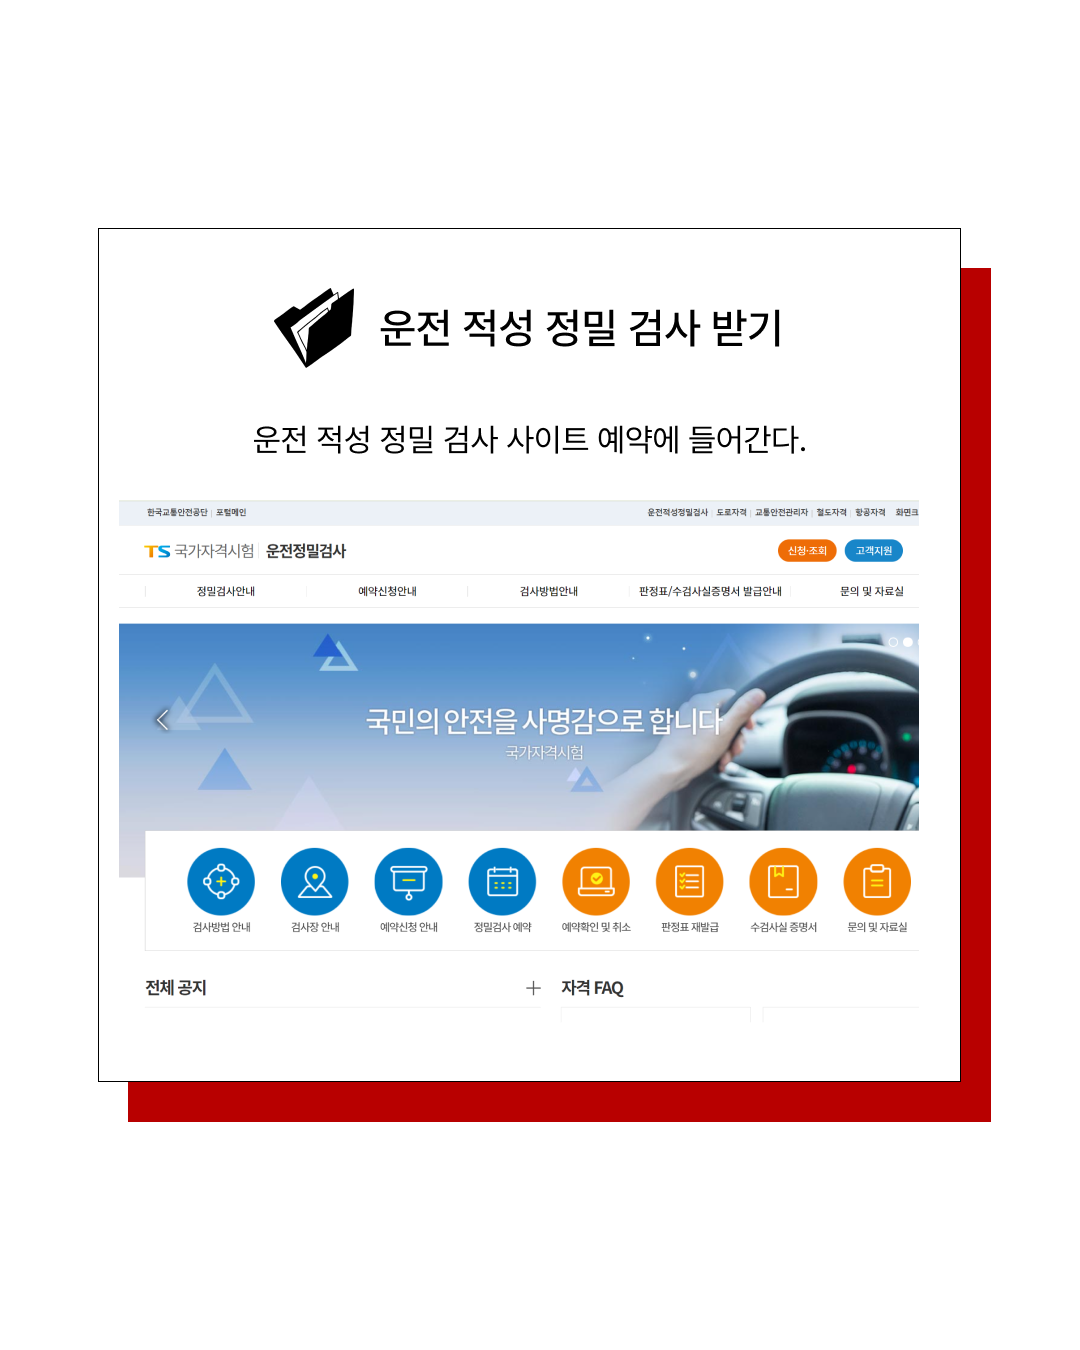 운전 적성 정밀 검사 받기
운전 적성 정밀 검사 사이트 예약에 들어간다.
한국교통안전공단 포털메인 운전적성정밀검사 도로자격 교통안전관리자 철도자격 항공자격 화면크
TS 국가자격시험 운전정밀검사 신청·조회 고객지원
정밀검사안내 예약신청안내 검사방법안내 판정표/수검사실증명서 발급안내 문의 및 자료실
국민의 안전을 사명감으로 합니다
국가자격시험
검사방법 안내 검사장 안내 예약신청 안내 정밀검사 예약 예약확인 및 취소 판정표 재발급 수검사실 증명서 문의 및 자료실
전체 공지 자격 FAQ